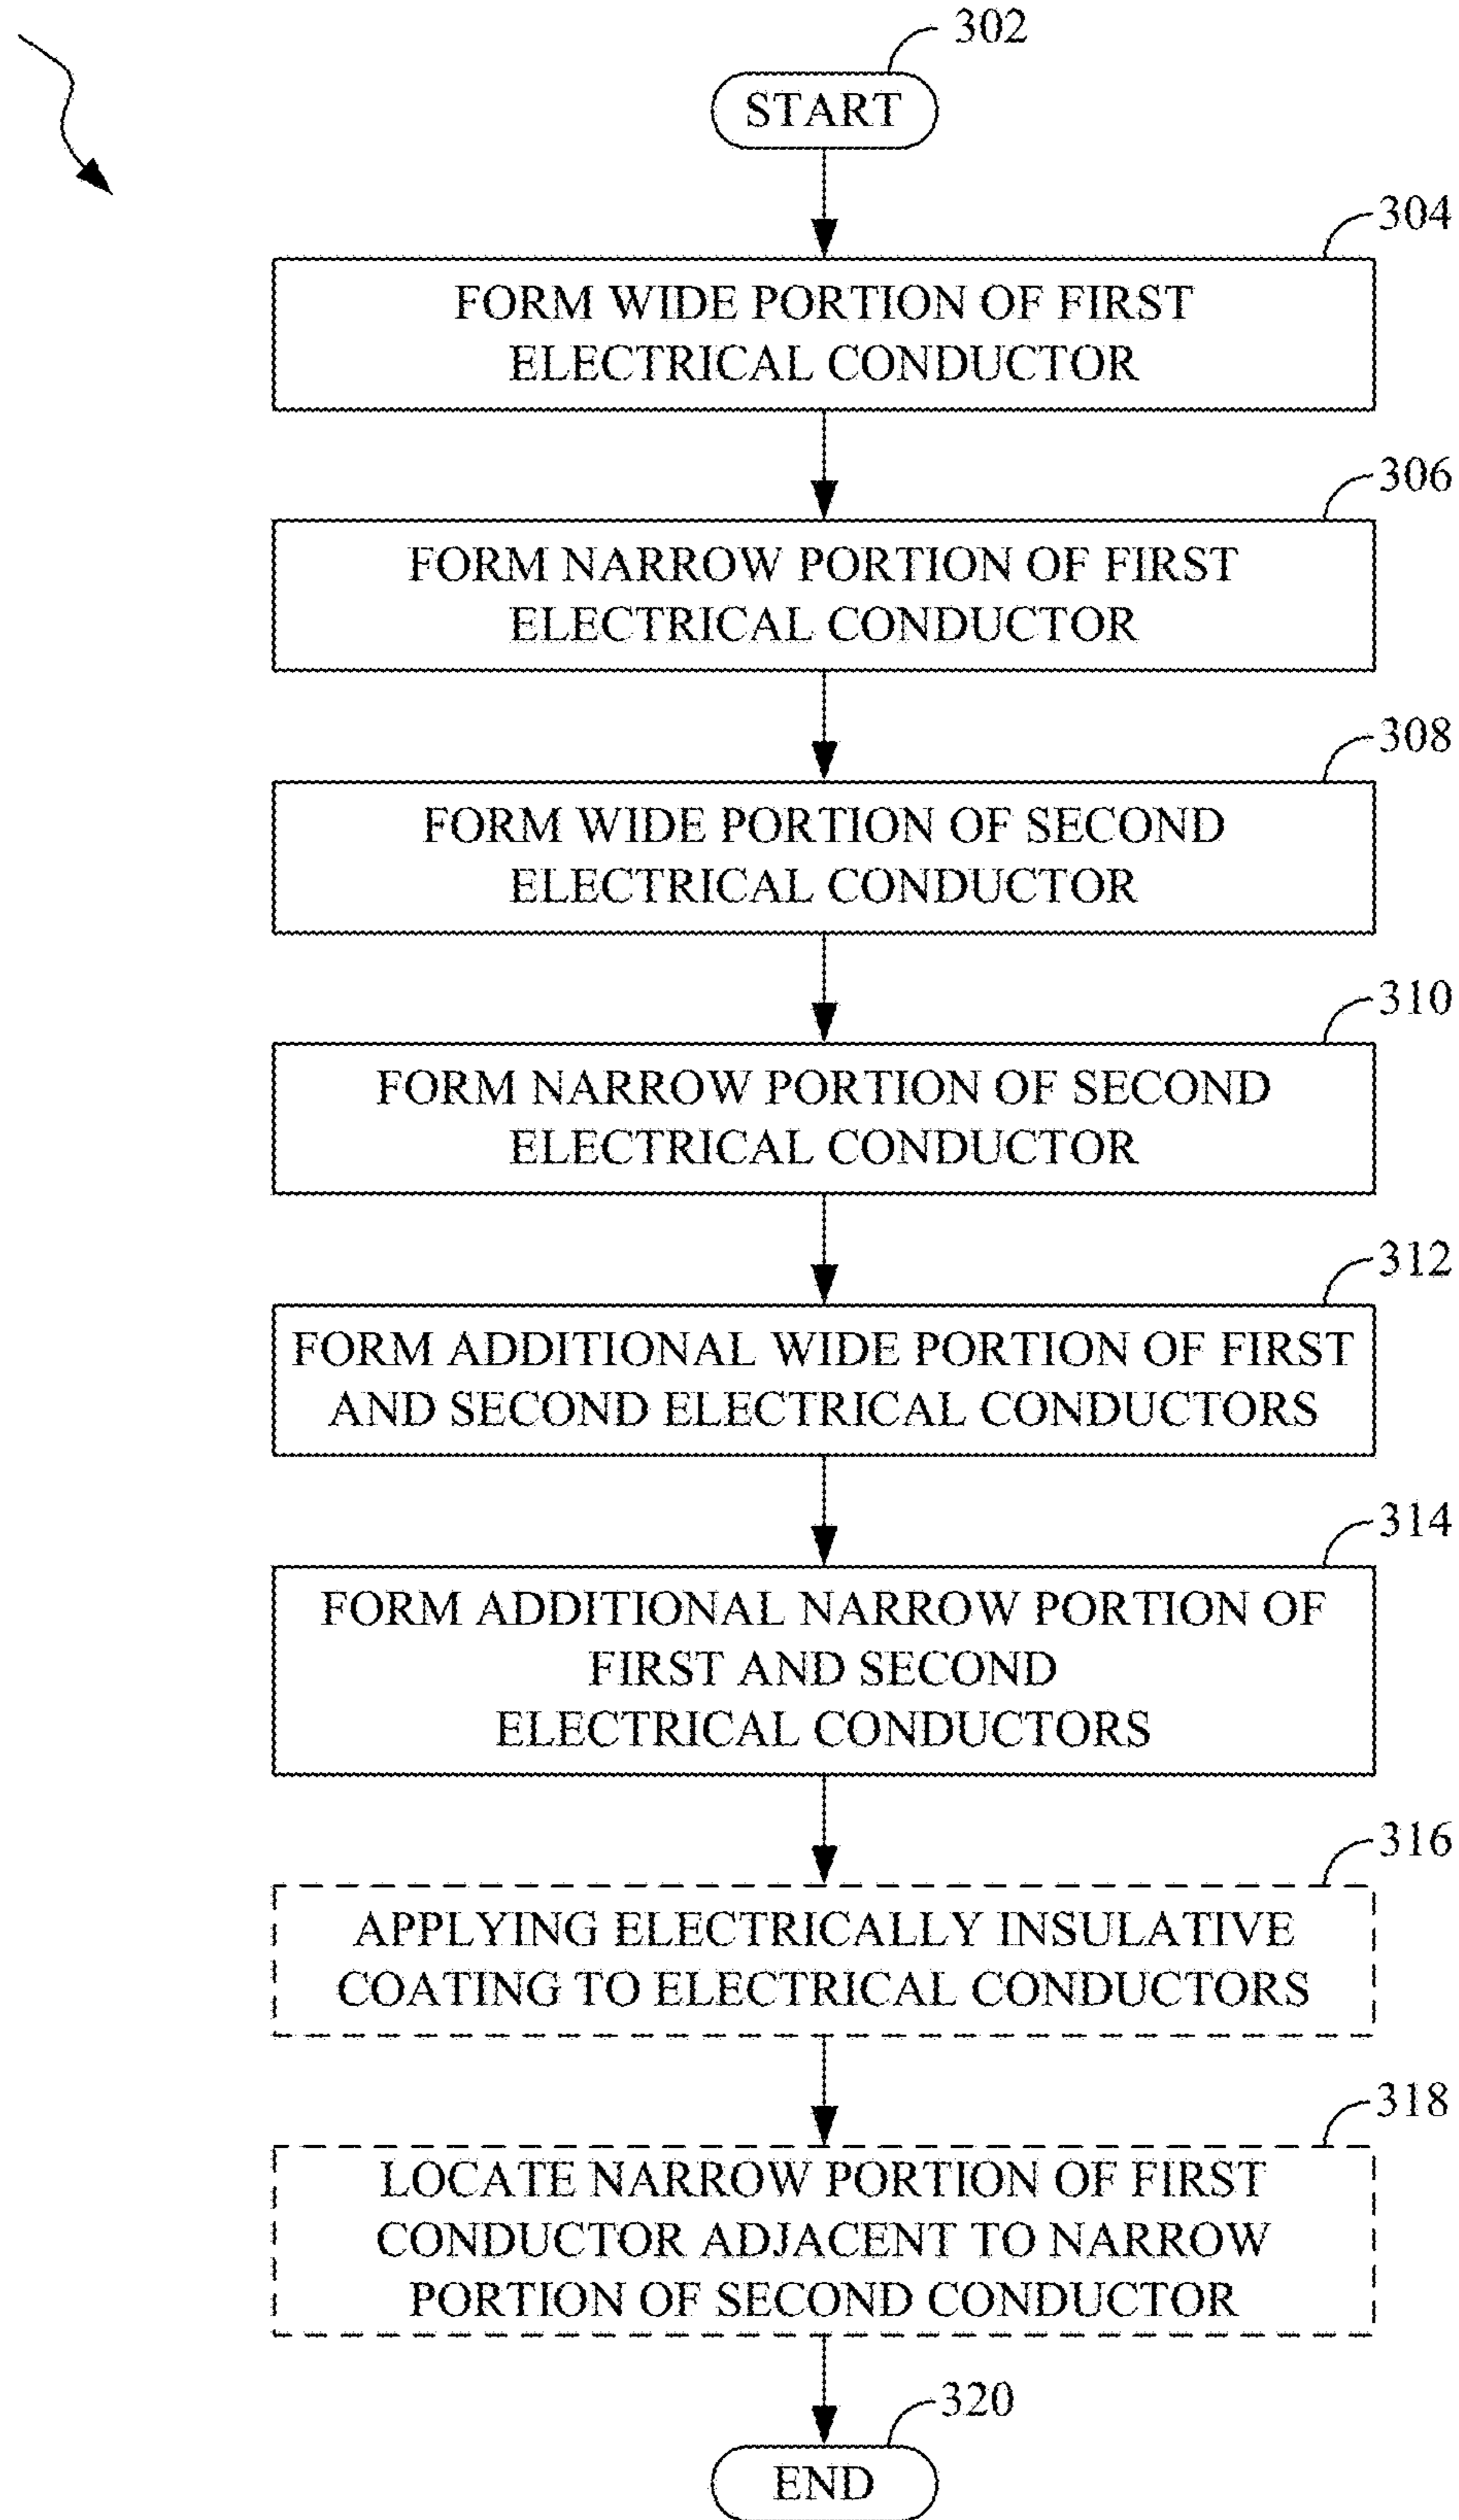 302
START
304
FORM WIDE PORTION OF FIRST
ELECTRICAL CONDUCTOR
306
FORM NARROW PORTION OF FIRST
ELECTRICAL CONDUCTOR
308
FORM WIDE PORTION OF SECOND
ELECTRICAL CONDUCTOR
310
FORM NARROW PORTION OF SECOND
ELECTRICAL CONDUCTOR
312
FORM ADDITIONAL WIDE PORTION OF FIRST
AND SECOND ELECTRICAL CONDUCTORS
314
FORM ADDITIONAL NARROW PORTION OF
FIRST AND SECOND
ELECTRICAL CONDUCTORS
316
APPLYING ELECTRICALLY INSULATIVE
COATING TO ELECTRICAL CONDUCTORS
318
LOCATE NARROW PORTION OF FIRST
CONDUCTOR ADJACENT TO NARROW
PORTION OF SECOND CONDUCTOR
320
END